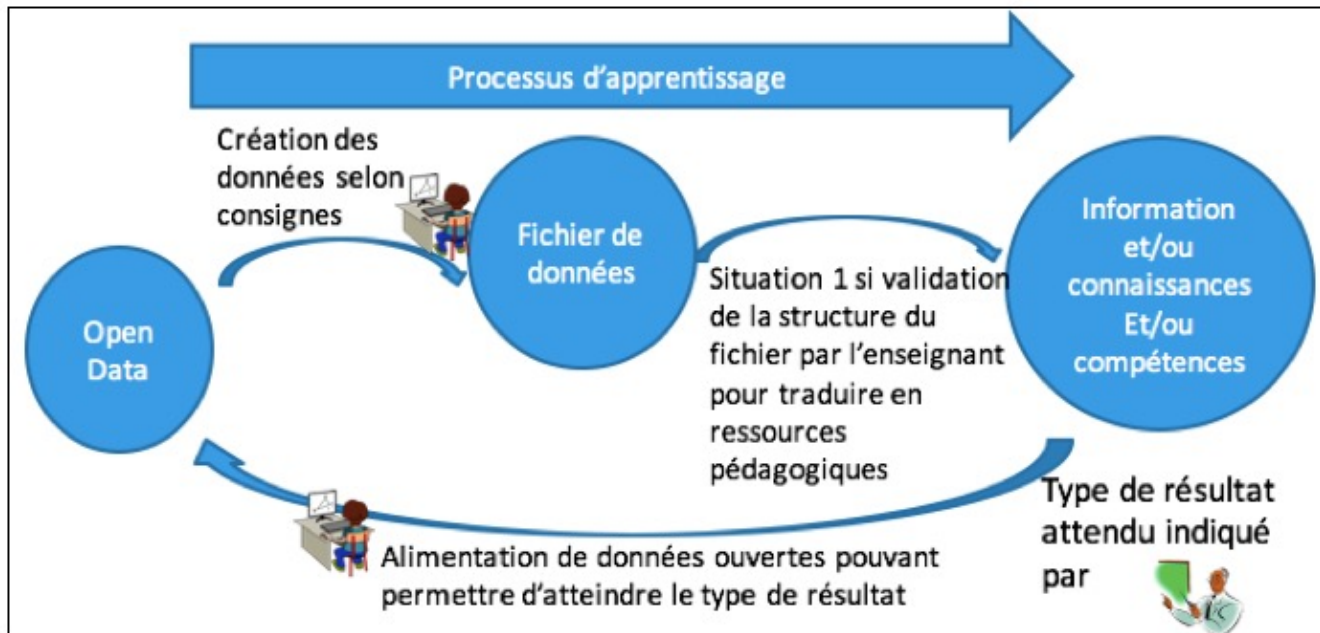 Processus d'apprentissage
Création des
données selon
consignes
Open
Data
Fichier de
données
Situation 1 si validation
de la structure du
fichier par l'enseignant
pour traduire en
ressources
pédagogiques
Information
et/ou
connaissances
Et/ou
compétences
Type de résultat
attendu indiqué
par
Alimentation de données ouvertes pouvant
permettre d'atteindre le type de résultat